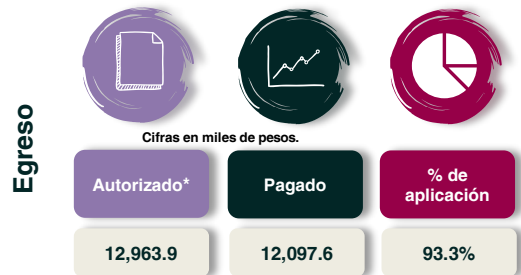 Egreso
Cifras en miles de pesos.
Autorizado*
Pagado
% de
aplicación
12,963.9
12,097.6
93.3%